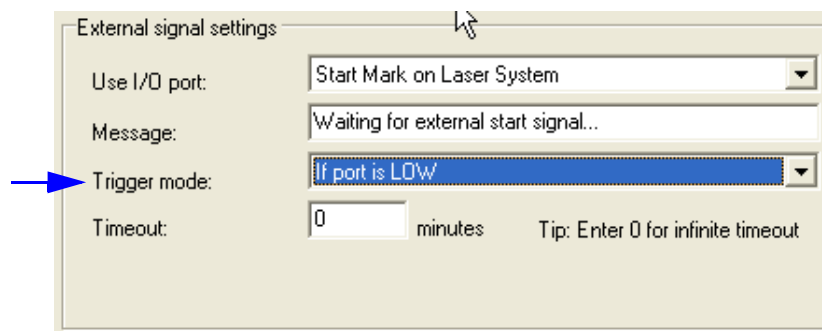 External signal settings
Use I/O port: Start Mark on Laser System
Message: Waiting for external start signal...
Trigger mode: If port is LOW
Timeout: 0 minutes Tip: Enter 0 for infinite timeout